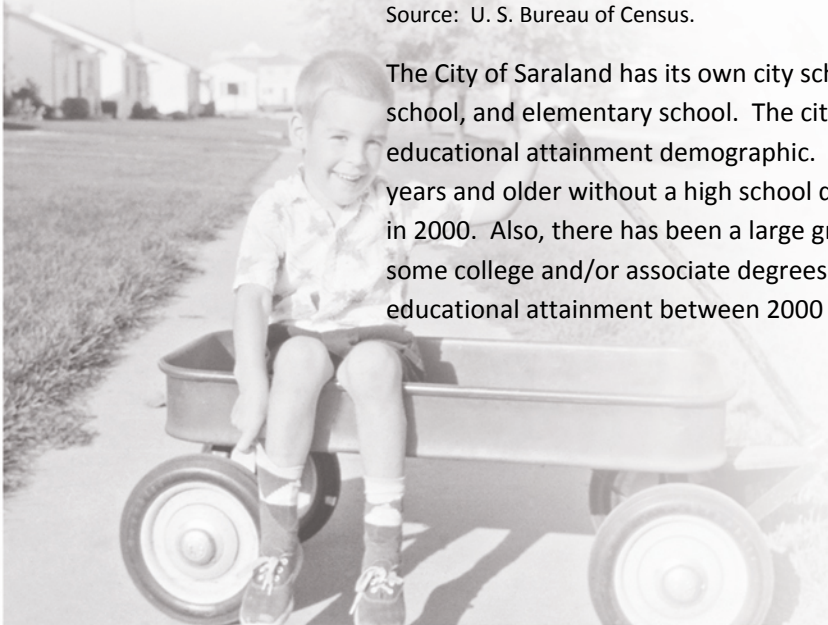 Source: U. S. Bureau of Census.
The City of Saraland has its own city sch
school, and elementary school. The cit
educational attainment demographic.
years and older without a high school d
in 2000. Also, there has been a large gr
some college and/or associate degrees
educational attainment between 2000